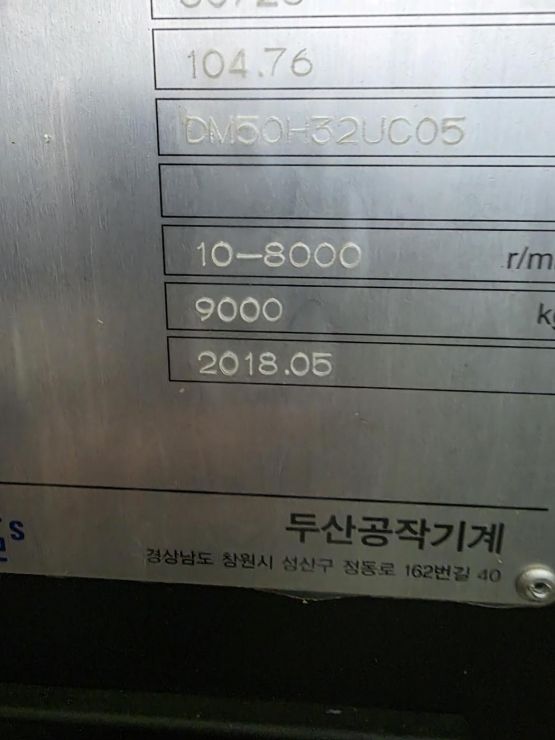 104.76
DM50H32UC05
10-8000 r/m
9000 kg
2018.05
두산공작기계
경상남도 창원시 성산구 정동로 162번길 40